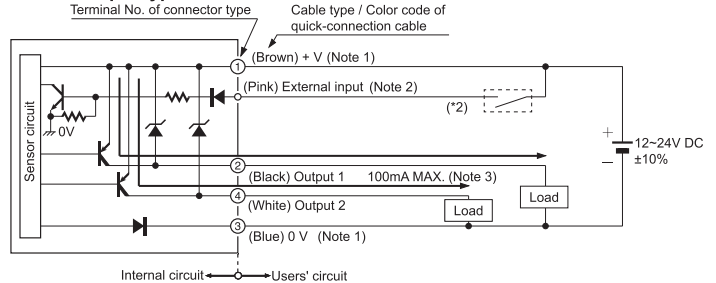 Terminal No. of connector type
Cable type / Color code of
quick-connection cable
1
(Brown) + V (Note 1)
(Pink) External input (Note 2)
(*2)
Sensor circuit
0V
+
12~24V DC
−
±10%
2
(Black) Output 1
100mA MAX. (Note 3)
4
Load
Load
(White) Output 2
3
(Blue) 0 V (Note 1)
Internal circuit
Users' circuit